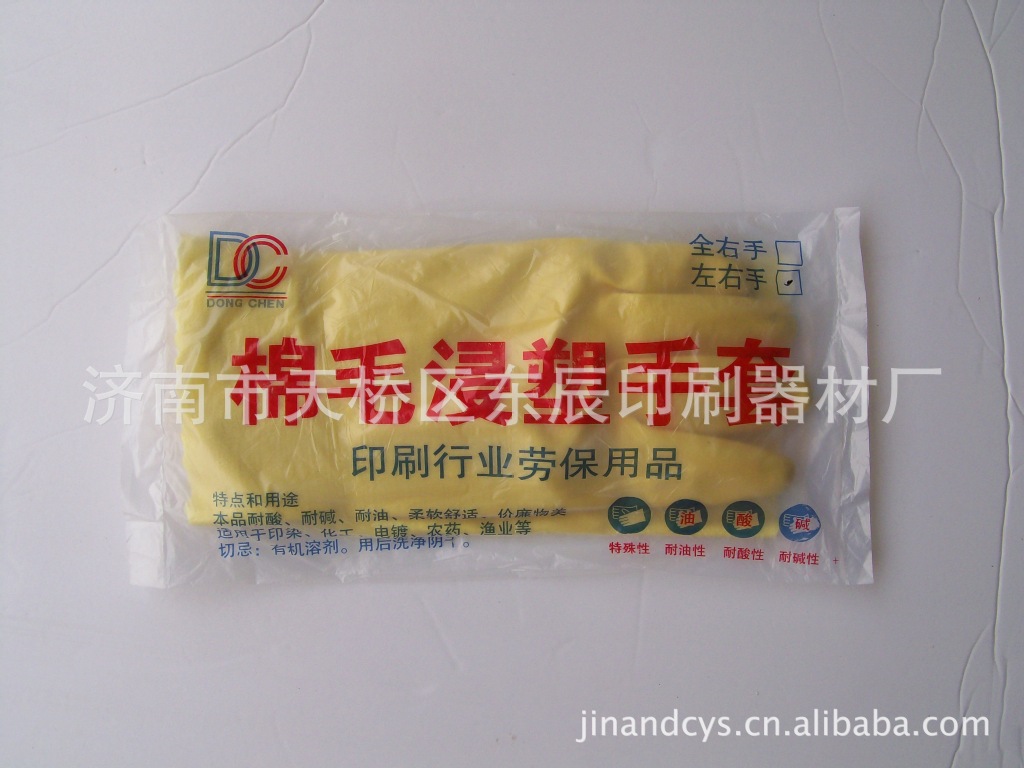 DC
DONG CHEN
全右手
左右手
棉毛浸塑手套
济南市天桥区东辰印刷器材厂
印刷行业劳保用品
特点和用途
本品耐酸、耐碱、耐油、柔软舒适、价廉物美
适用于印染、化工、电镀、农药、渔业等
切忌:有机溶剂。用后洗净阴干。
油 酸 碱
特殊性 耐油性 耐酸性 耐碱性
jinandcys.cn.alibaba.com